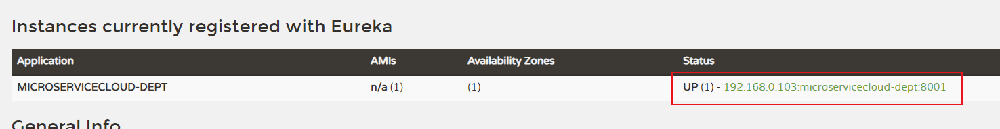 Instances currently registered with Eureka
Application AMIs Availability Zones Status
MICROSERVICECLOUD-DEPT n/a (1) (1) UP (1) - 192.168.0.103:microservicecloud-dept:8001
General Info